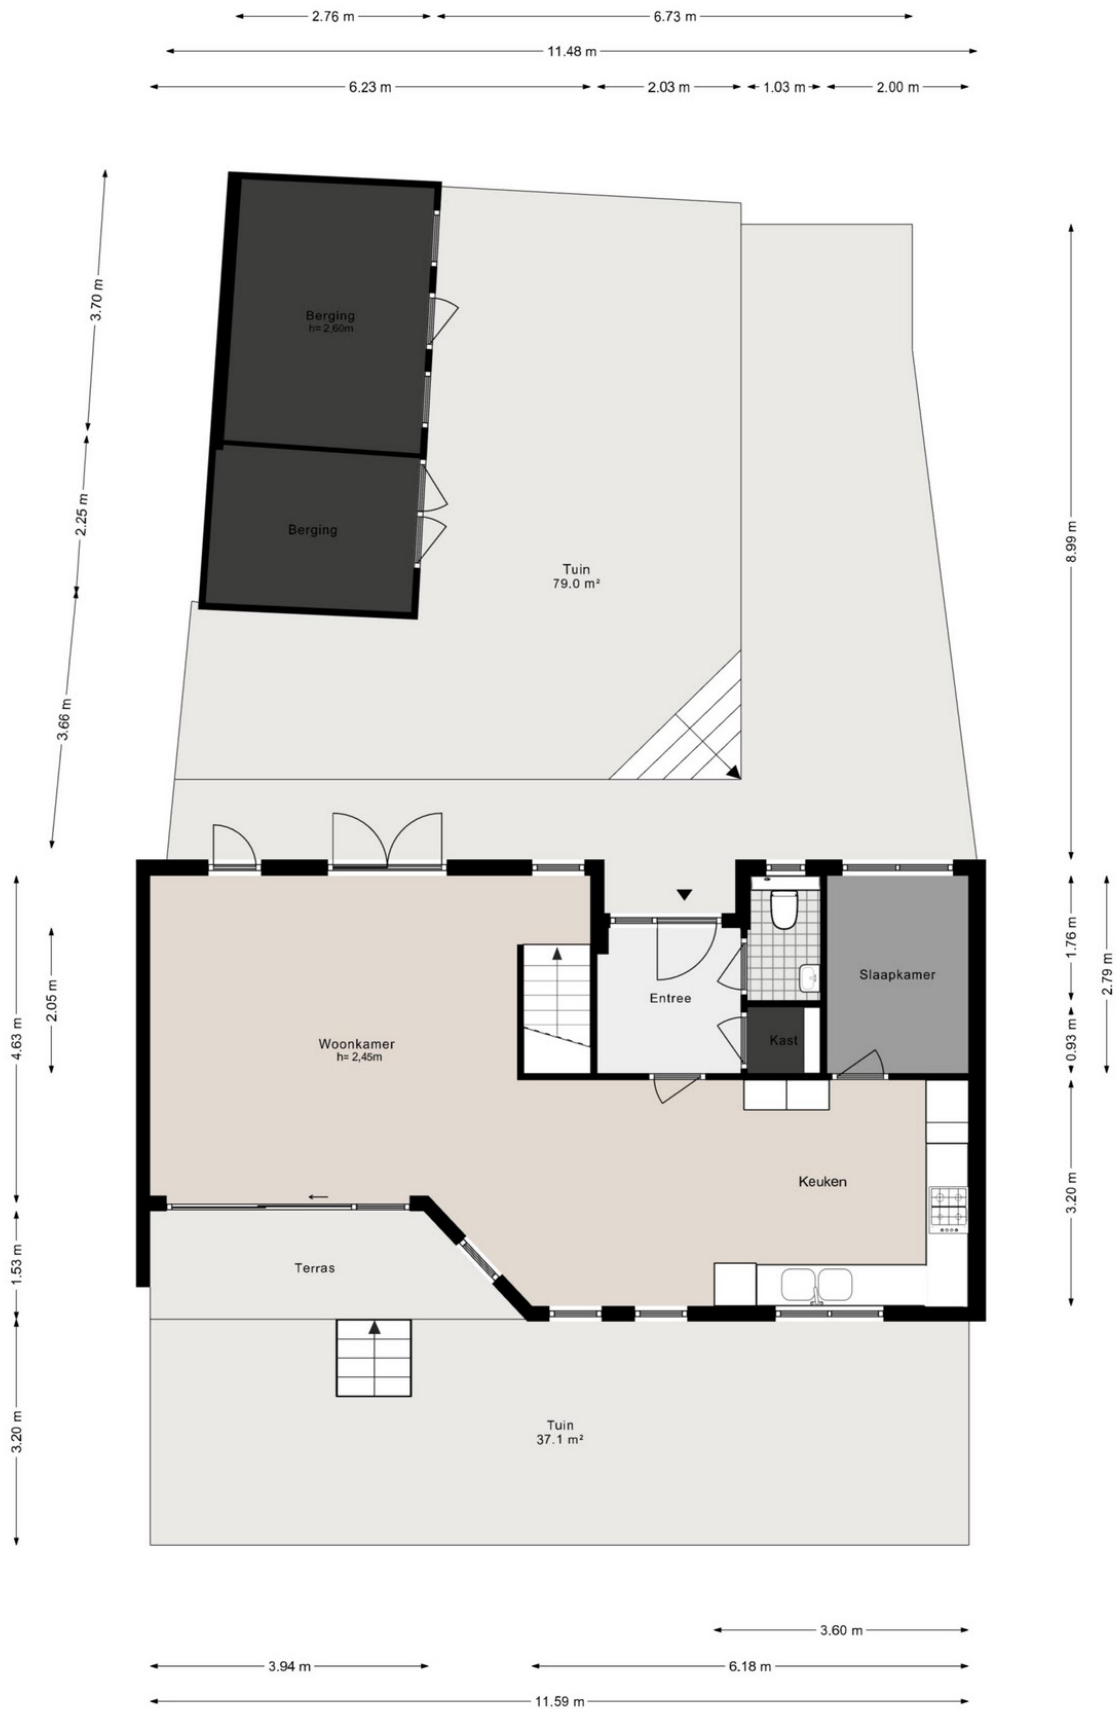 2.76 m
6.73 m
11.48 m
6.23 m
2.03 m
1.03 m
2.00 m
3.70 m
Berging
h= 2,60m
2.25 m
Berging
8.99 m
Tuin
79.0 m²
3.66 m
1.76 m
2.79 m
2.05 m
4.63 m
Slaapkamer
Entree
Woonkamer
h= 2,45m
Kast
0.93 m
3.20 m
Keuken
1.53 m
Terras
3.20 m
Tuin
37.1 m²
3.60 m
3.94 m
6.18 m
11.59 m